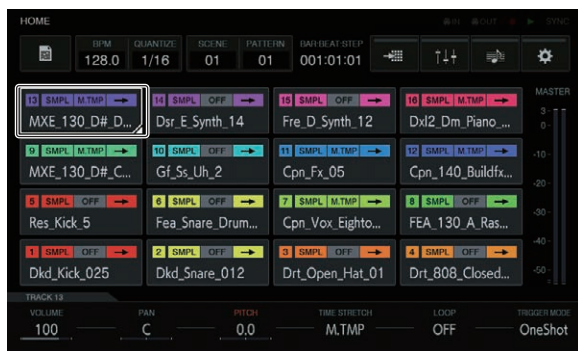 HOME IN OUT SYNC
BPM QUANTIZE SCENE PATTERN BAR:BEAT:STEP
128.0 1/16 01 01 001:01:01
MASTER
13 SMPL M.TMP 14 SMPL OFF 15 SMPL OFF 16 SMPL M.TMP
MXE_130_D#_D... Dsr_E_Synth_14 Fre_D_Synth_12 Dxl2_Dm_Piano_...
9 SMPL M.TMP 10 SMPL OFF 11 SMPL M.TMP 12 SMPL M.TMP
MXE_130_D#_C... Gf_Ss_Uh_2 Cpn_Fx_05 Cpn_140_Buildfx...
5 SMPL OFF 6 SMPL OFF 7 SMPL M.TMP 8 SMPL OFF
Res_Kick_5 Fea_Snare_Drum... Cpn_Vox_Eighto... FEA_130_A_Ras...
1 SMPL OFF 2 SMPL OFF 3 SMPL OFF 4 SMPL OFF
Dkd_Kick_025 Dkd_Snare_012 Drt_Open_Hat_01 Drt_808_Closed...
3
0
-10
-20
-30
-40
-50
TRACK 13
VOLUME PAN PITCH TIME STRETCH LOOP TRIGGER MODE
100 C 0.0 M.TMP OFF OneShot